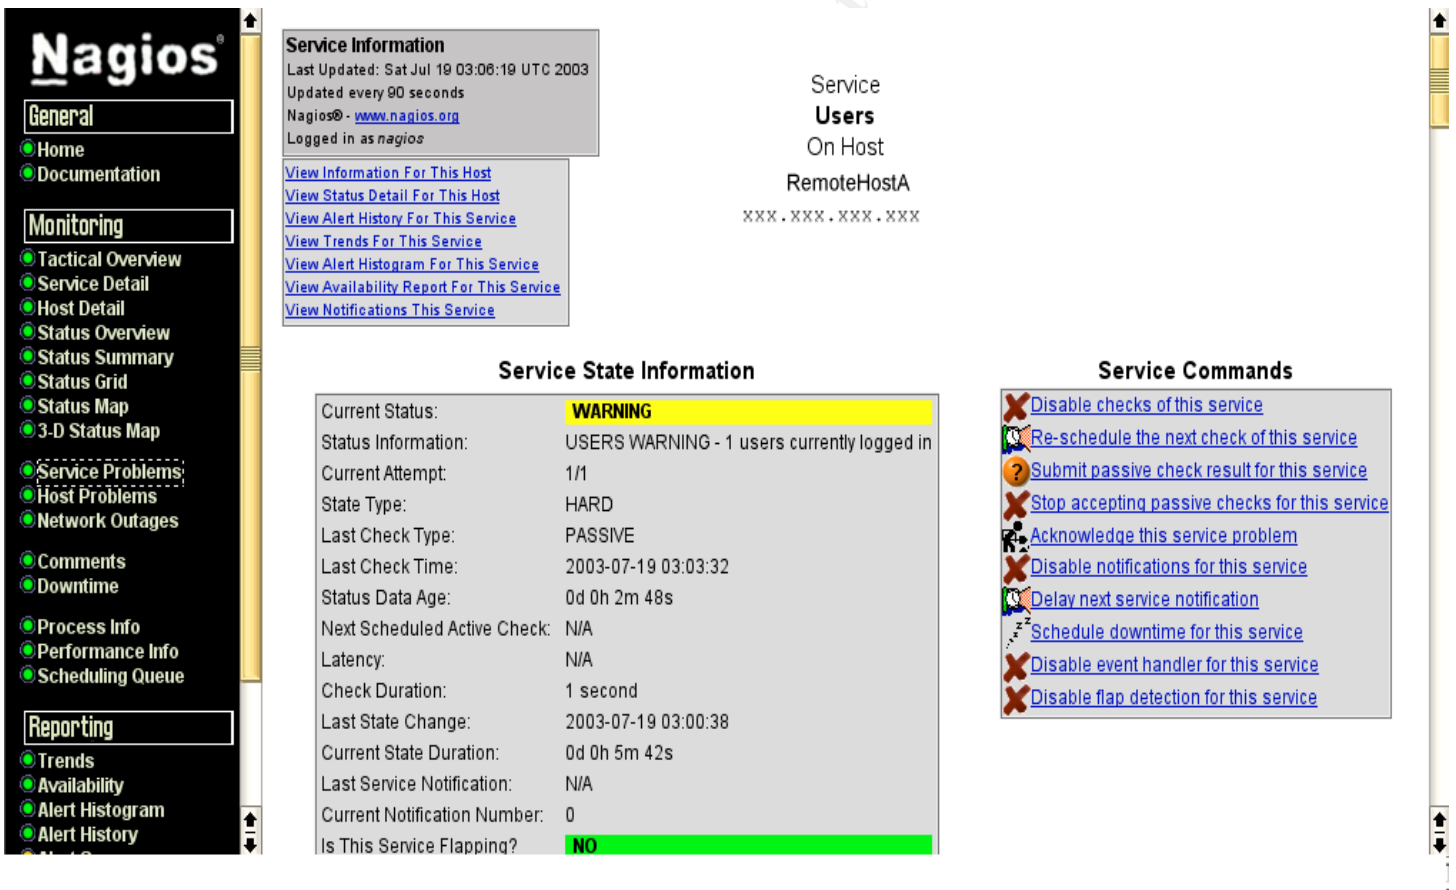 Nagios®
General
Home
Documentation
Monitoring
Tactical Overview
Service Detail
Host Detail
Status Overview
Status Summary
Status Grid
Status Map
3-D Status Map
Service Problems
Host Problems
Network Outages
Comments
Downtime
Process Info
Performance Info
Scheduling Queue
Reporting
Trends
Availability
Alert Histogram
Alert History
Service Information
Last Updated: Sat Jul 19 03:06:19 UTC 2003
Updated every 90 seconds
Nagios® - www.nagios.org
Logged in as nagios
View Information For This Host
View Status Detail For This Host
View Alert History For This Service
View Trends For This Service
View Alert Histogram For This Service
View Availability Report For This Service
View Notifications This Service
Service
Users
On Host
RemoteHostA
xxx.xxx.xxx.xxx
Service State Information
Current Status: WARNING
Status Information: USERS WARNING - 1 users currently logged in
Current Attempt: 1/1
State Type: HARD
Last Check Type: PASSIVE
Last Check Time: 2003-07-19 03:03:32
Status Data Age: 0d 0h 2m 48s
Next Scheduled Active Check: N/A
Latency: N/A
Check Duration: 1 second
Last State Change: 2003-07-19 03:00:38
Current State Duration: 0d 0h 5m 42s
Last Service Notification: N/A
Current Notification Number: 0
Is This Service Flapping? NO
Service Commands
Disable checks of this service
Re-schedule the next check of this service
Submit passive check result for this service
Stop accepting passive checks for this service
Acknowledge this service problem
Disable notifications for this service
Delay next service notification
Schedule downtime for this service
Disable event handler for this service
Disable flap detection for this service